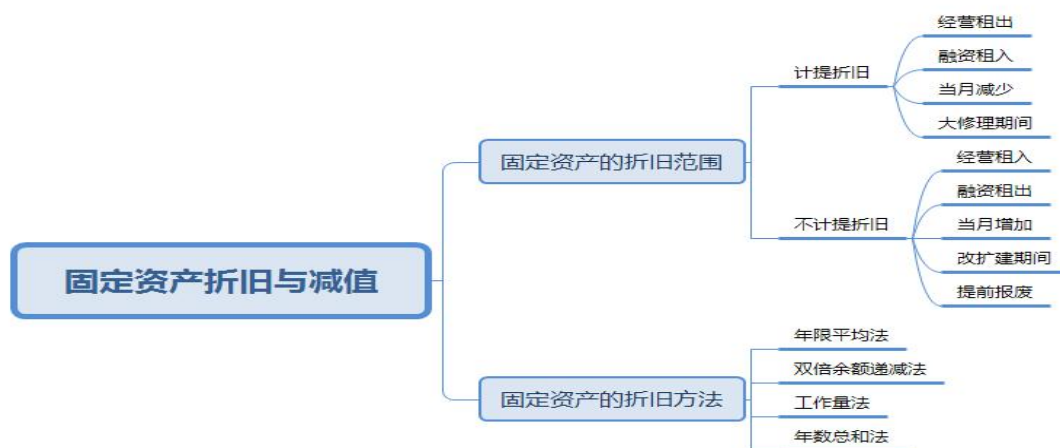 固定资产折旧与减值
固定资产的折旧范围
计提折旧
经营租出
融资租入
当月减少
大修理期间
不计提折旧
经营租入
融资租出
当月增加
改扩建期间
提前报废
固定资产的折旧方法
年限平均法
双倍余额递减法
工作量法
年数总和法